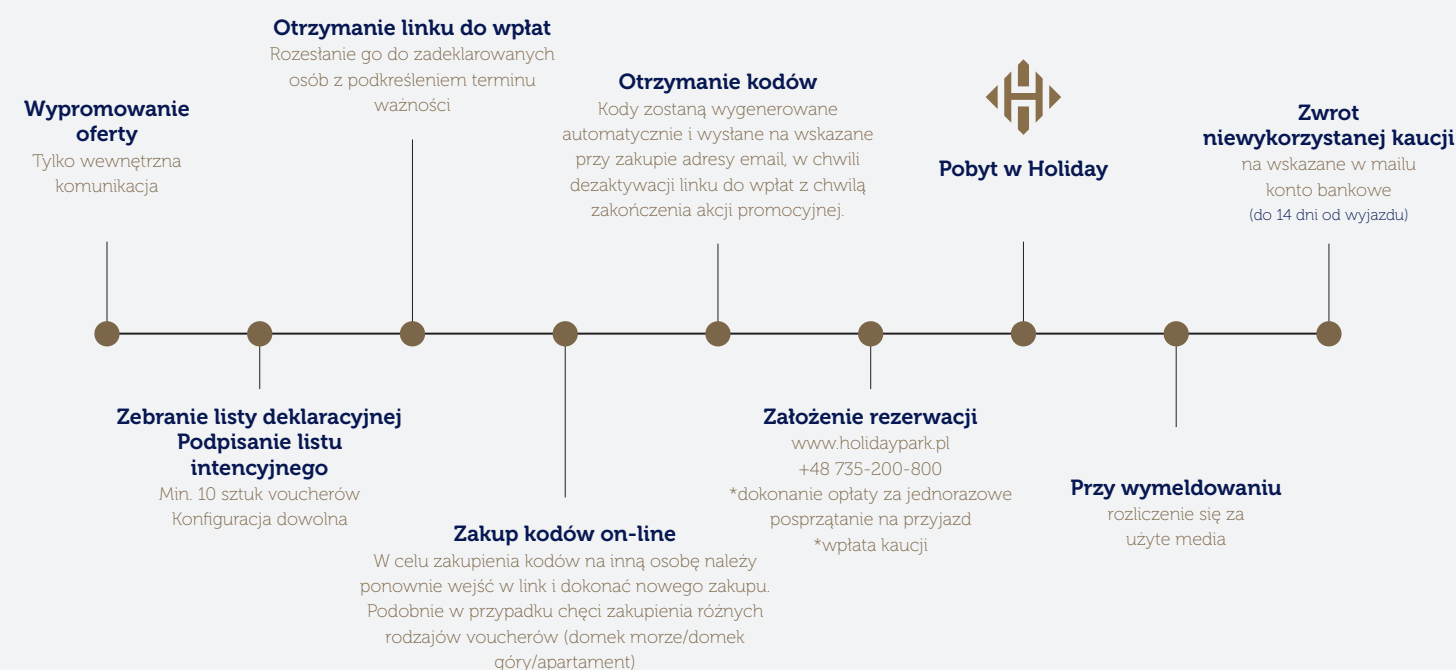 Wypromowanie
oferty
Tylko wewnętrzna
komunikacja
Zebranie listy deklaracyjnej
Podpisanie listu
intencyjnego
Min. 10 sztuk voucherów
Konfiguracja dowolna
Otrzymanie linku do wpłat
Rozesłanie go do zadeklarowanych
osób z podkreśleniem terminu
ważności
Zakup kodów on-line
W celu zakupienia kodów na inną osobę należy
ponownie wejść w link i dokonać nowego zakupu.
Podobnie w przypadku chęci zakupienia różnych
rodzajów voucherów (domek morze/domek
góry/apartament)
Otrzymanie kodów
Kody zostaną wygenerowane
automatycznie i wysłane na wskazane
przy zakupie adresy email, w chwili
dezaktywacji linku do wpłat z chwilą
zakończenia akcji promocyjnej.
Założenie rezerwacji
www.holidaypark.pl
+48 735-200-800
*dokonanie opłaty za jednorazowe
posprzątanie na przyjazd
*wpłata kaucji
Pobyt w Holiday
Przy wymeldowaniu
rozliczenie się za
użyte media
Zwrot
niewykorzystanej kaucji
na wskazane w mailu
konto bankowe
(do 14 dni od wyjazdu)